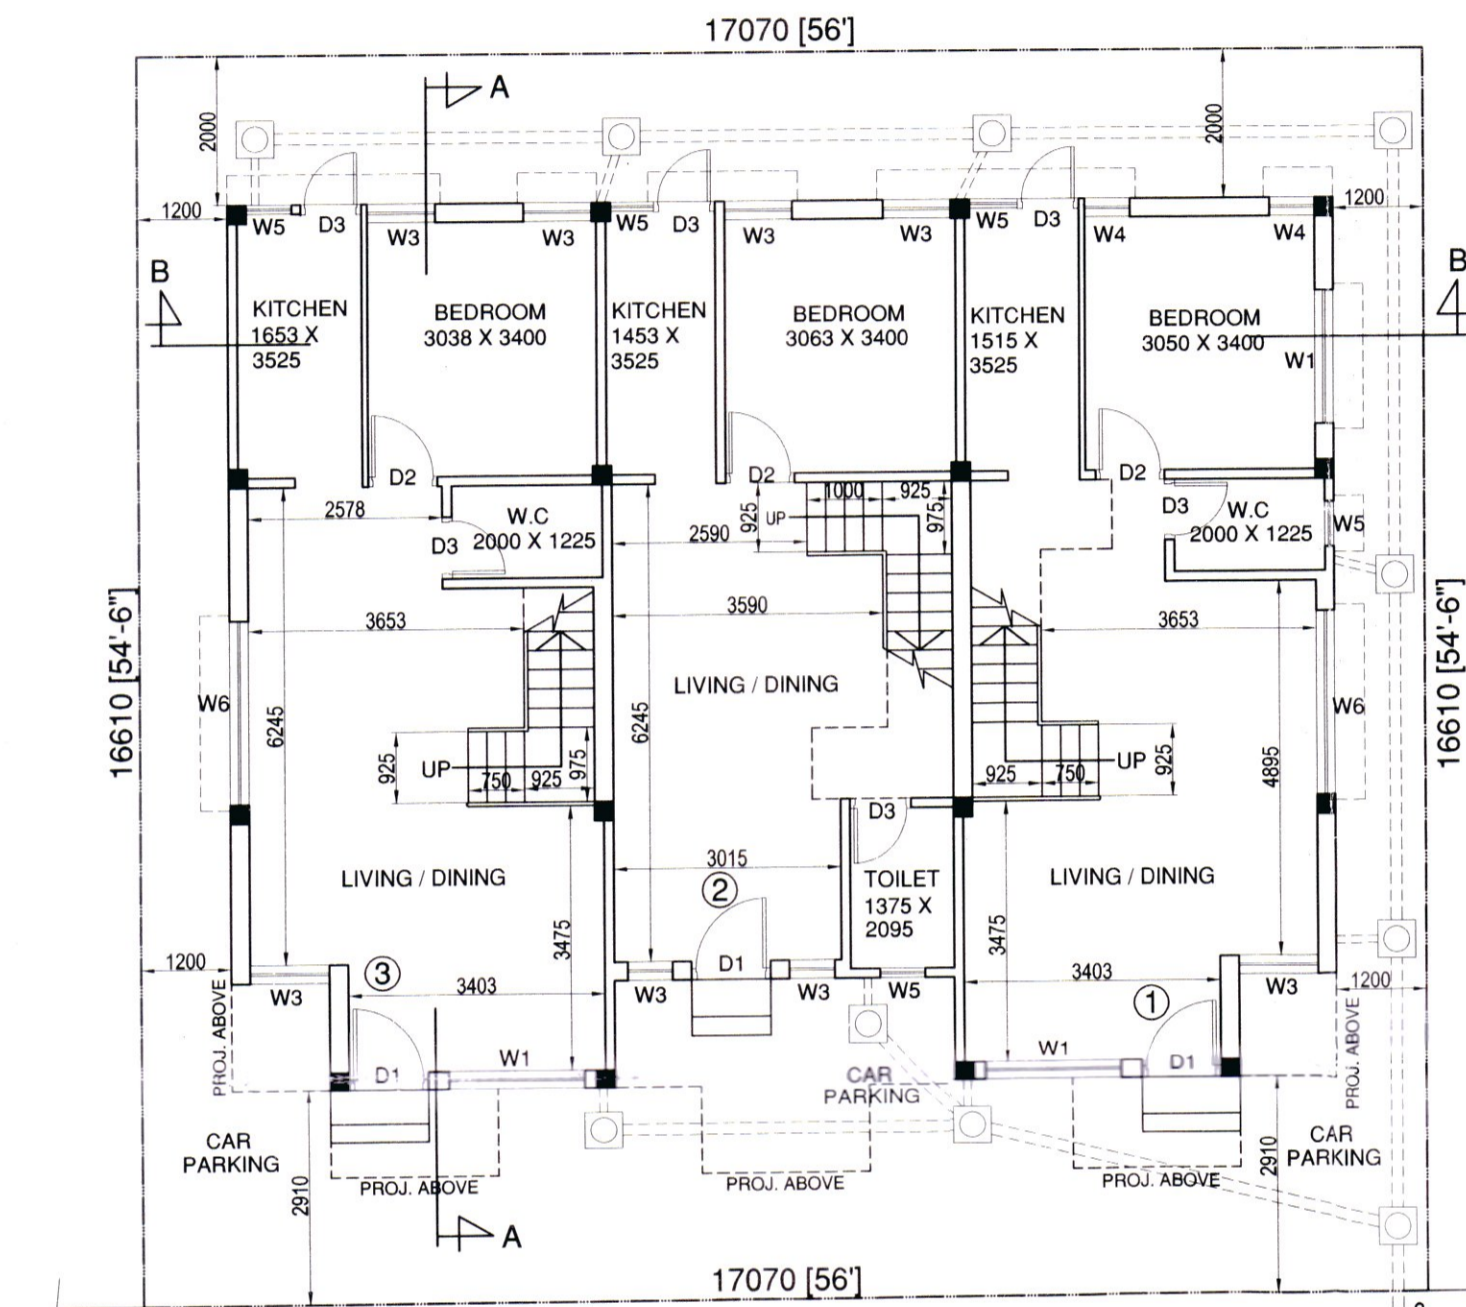 17070 [56']
A
2000
2000
1200
1200
W5
D3
W3
W3
W5
D3
W3
W3
W5
D3
W4
W4
B
B
KITCHEN
1653 X
3525
BEDROOM
3038 X 3400
KITCHEN
1453 X
3525
BEDROOM
3063 X 3400
KITCHEN
1515 X
3525
BEDROOM
3050 X 3400
W1
D2
D2
D2
2578
W.C
2000 X 1225
D3
2590
925
UP
1000
925
975
D3
W.C
2000 X 1225
W5
16610 [54'-6"]
3653
3590
3653
16610 [54'-6"]
W6
6245
LIVING / DINING
6245
W6
4895
925
UP
750
925
975
925
750
UP
925
D3
LIVING / DINING
3015
2
TOILET
1375 X
2095
LIVING / DINING
3475
3475
1200
W3
3
3403
W3
D1
W3
W5
3403
1
W3
1200
PROJ. ABOVE
D1
W1
CAR
PARKING
W1
D1
PROJ. ABOVE
CAR
PARKING
2910
PROJ. ABOVE
PROJ. ABOVE
PROJ. ABOVE
2910
CAR
PARKING
A
17070 [56']